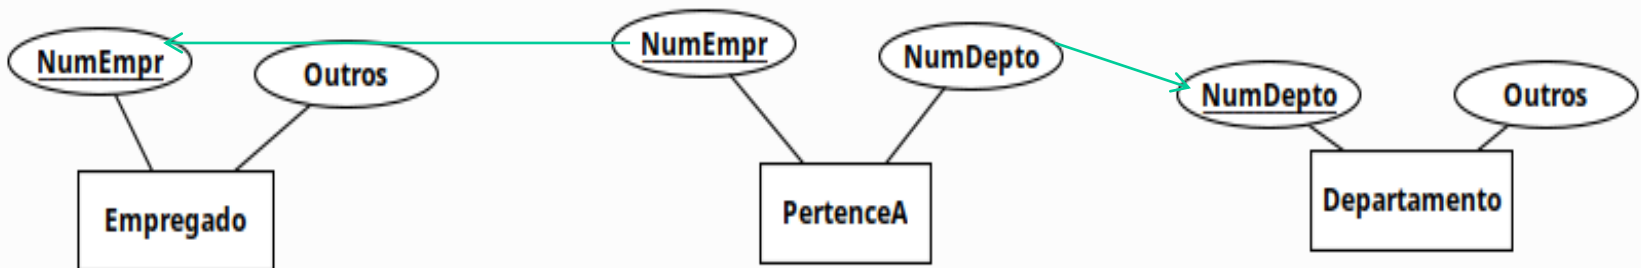 NumEmpr
Outros
Empregado
NumEmpr
NumDepto
PertenceA
NumDepto
Outros
Departamento